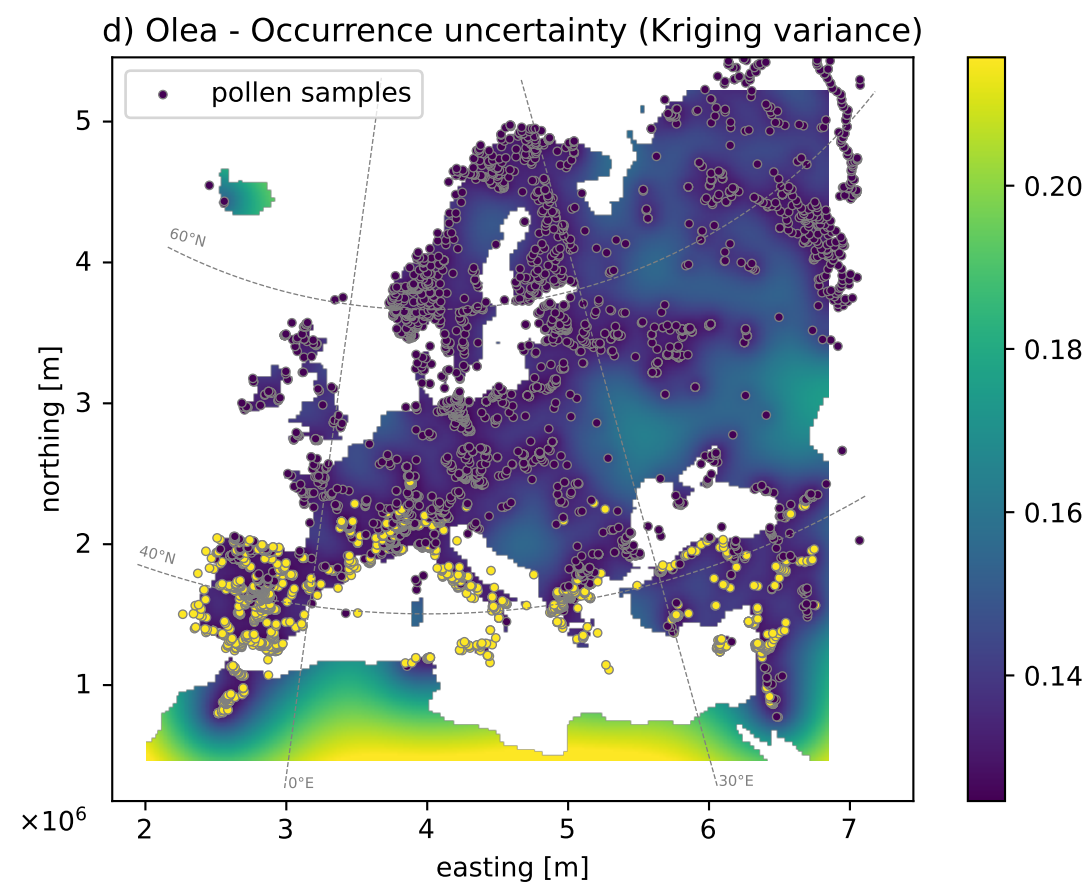 d) Olea - Occurrence uncertainty (Kriging variance)
pollen samples
60°N
40°N
0°E
30°E
northing [m]
5
4
3
2
1
×10⁶
2 3 4 5 6 7
easting [m]
0.20
0.18
0.16
0.14